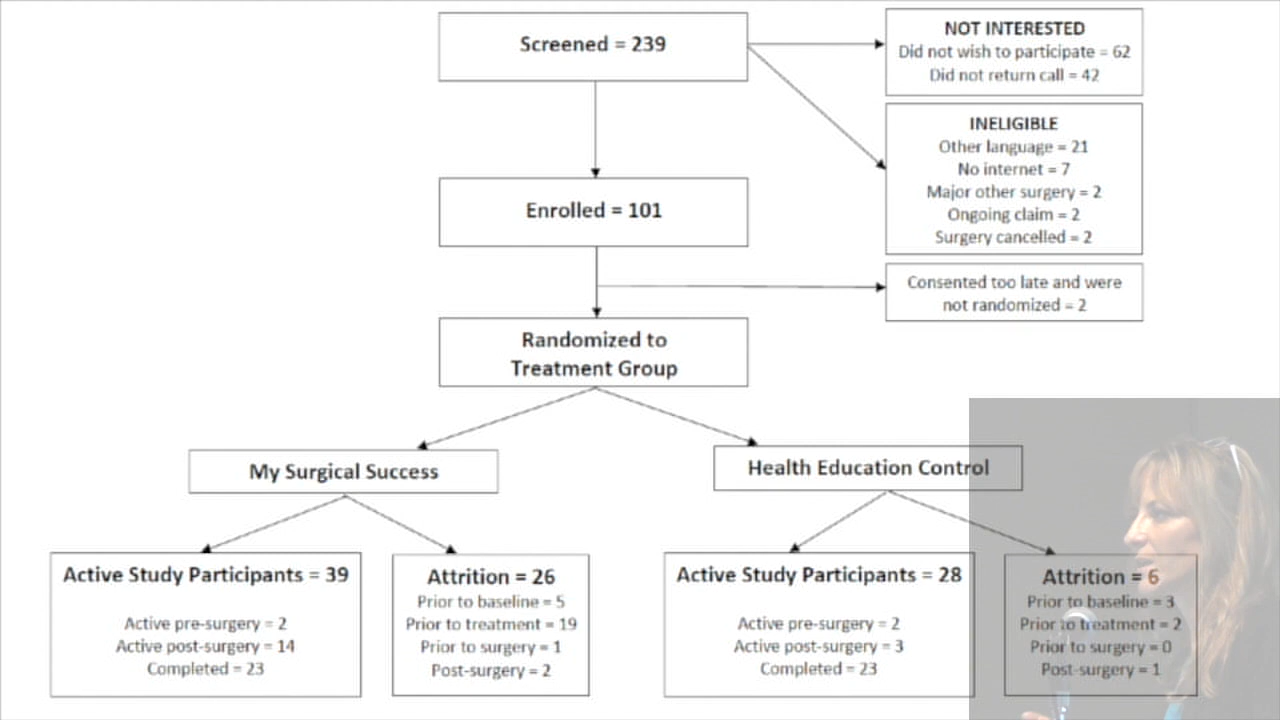 Screened = 239
NOT INTERESTED
Did not wish to participate = 62
Did not return call = 42
INELIGIBLE
Other language = 21
No internet = 7
Major other surgery = 2
Ongoing claim = 2
Surgery cancelled = 2
Enrolled = 101
Consented too late and were
not randomized = 2
Randomized to
Treatment Group
My Surgical Success
Health Education Control
Active Study Participants = 39
Active pre-surgery = 2
Active post-surgery = 14
Completed = 23
Attrition = 26
Prior to baseline = 5
Prior to treatment = 19
Prior to surgery = 1
Post-surgery = 2
Active Study Participants = 28
Active pre-surgery = 2
Active post-surgery = 3
Completed = 23
Attrition = 6
Prior to baseline = 3
Prior to treatment = 2
Prior to surgery = 0
Post-surgery = 1